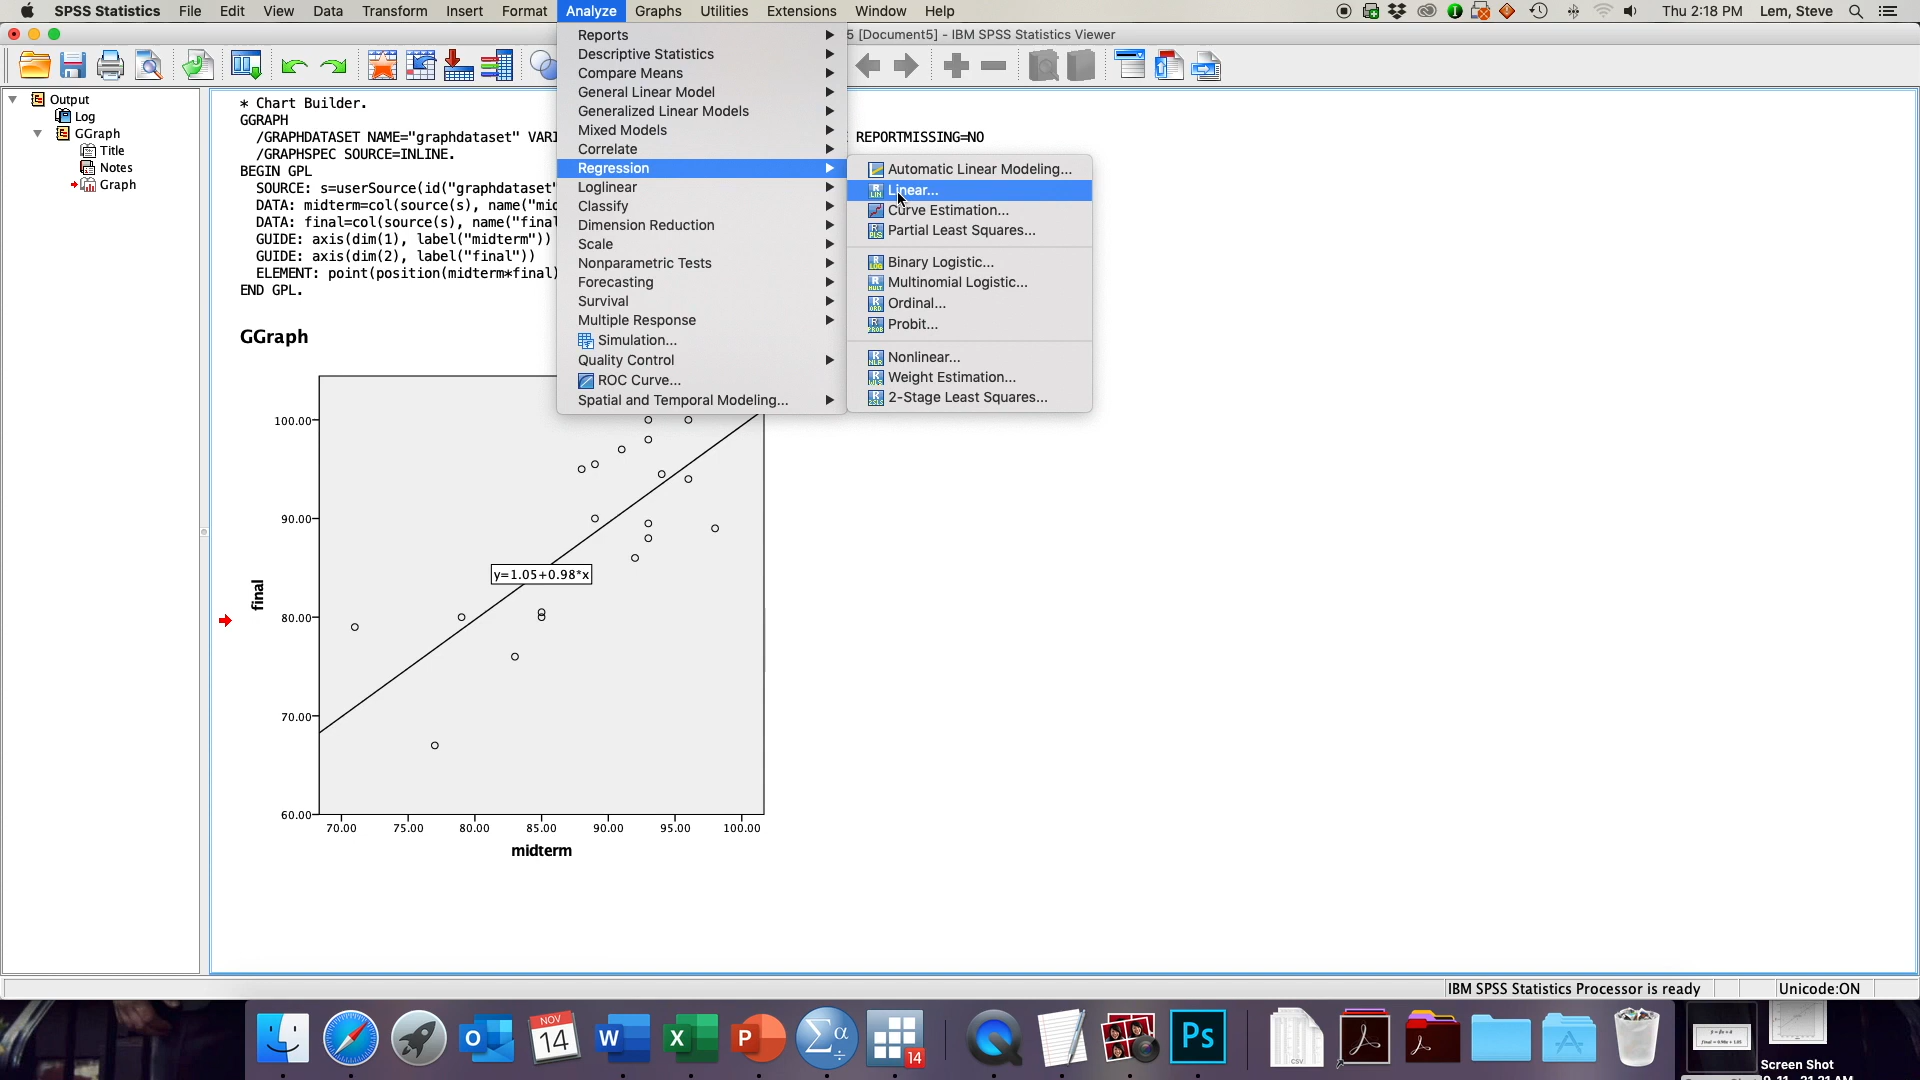 SPSS Statistics File Edit View Data Transform Insert Format Analyze Graphs Utilities Extensions Window Help Thu 2:18 PM Lem, Steve
5 [Document5] - IBM SPSS Statistics Viewer
Output
Log
GGraph
Title
Notes
Graph
* Chart Builder.
GGRAPH
/GRAPHDATASET NAME="graphdataset" VARI
REPORTMISSING=NO
/GRAPHSPEC SOURCE=INLINE.
BEGIN GPL
SOURCE: s=userSource(id("graphdataset"
DATA: midterm=col(source(s), name("mid
DATA: final=col(source(s), name("final
GUIDE: axis(dim(1), label("midterm"))
GUIDE: axis(dim(2), label("final"))
ELEMENT: point(position(midterm*final)
END GPL.
Reports
Descriptive Statistics
Compare Means
General Linear Model
Generalized Linear Models
Mixed Models
Correlate
Regression
Loglinear
Classify
Dimension Reduction
Scale
Nonparametric Tests
Forecasting
Survival
Multiple Response
Simulation...
Quality Control
ROC Curve...
Spatial and Temporal Modeling...
Automatic Linear Modeling...
Linear...
Curve Estimation...
Partial Least Squares...
Binary Logistic...
Multinomial Logistic...
Ordinal...
Probit...
Nonlinear...
Weight Estimation...
2-Stage Least Squares...
GGraph
100.00
90.00
80.00
70.00
60.00
final
y=1.05+0.98*x
70.00 75.00 80.00 85.00 90.00 95.00 100.00
midterm
IBM SPSS Statistics Processor is ready Unicode:ON
NOV
14
W
X
P
Σα
14
Ps
CSV
Screen Shot